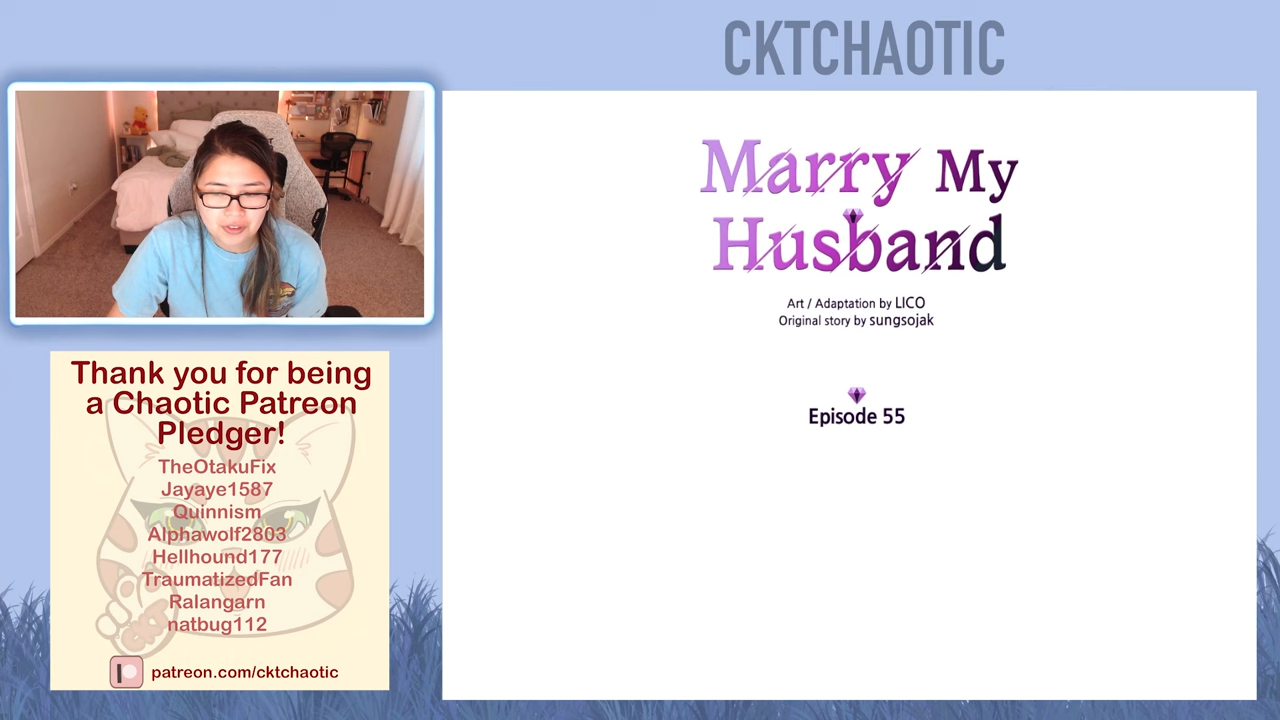 CKTCHAOTIC
Marry My
Husband
Art / Adaptation by LICO
Original story by sungsojak
Episode 55
Thank you for being
a Chaotic Patreon
Pledger!
TheOtakuFix
Jayaye1587
Quinnism
Alphawolf2803
Hellhound177
TraumatizedFan
Ralangarn
natbug112
CKT
patreon.com/cktchaotic